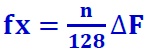 fx = n/128 ΔF